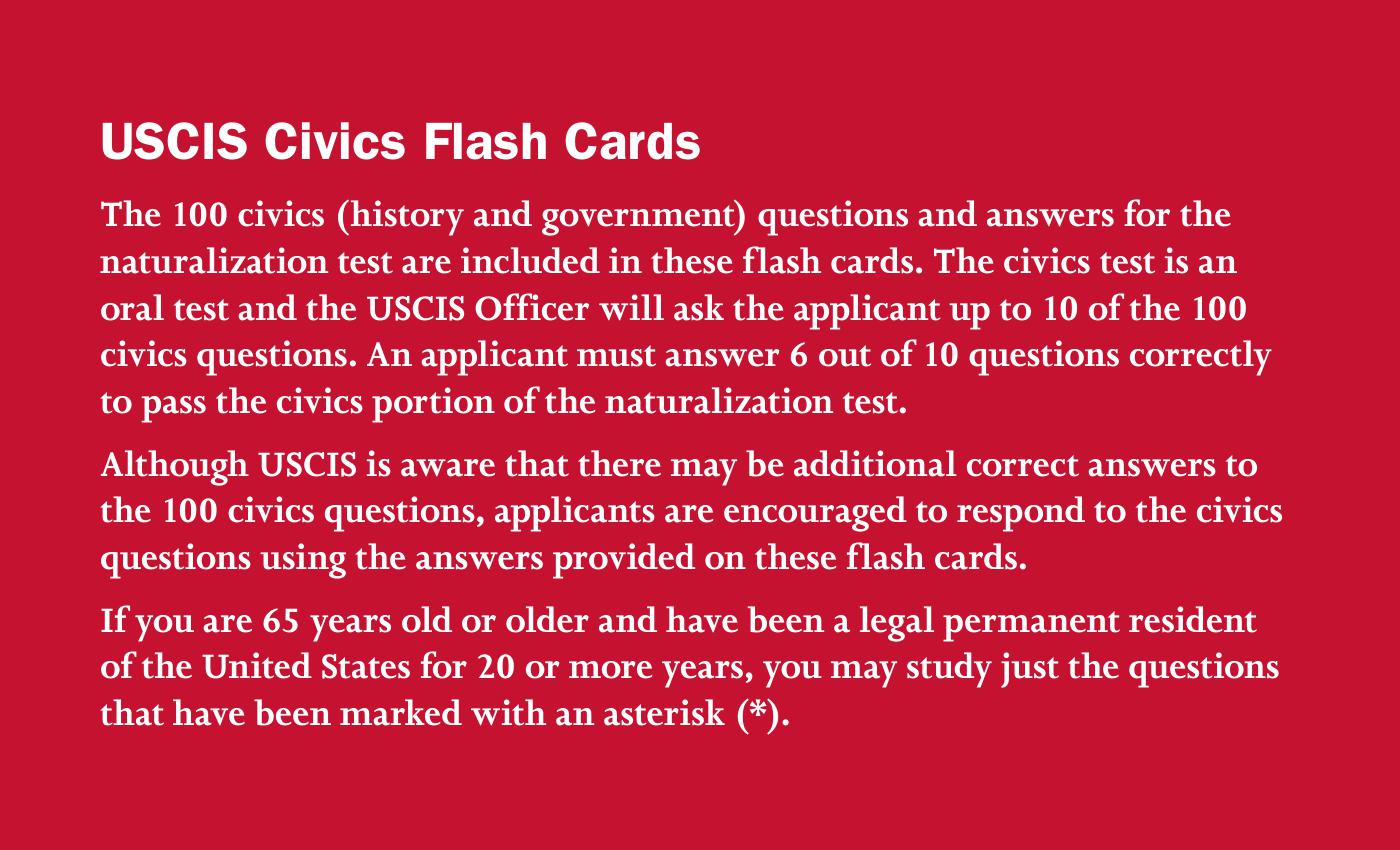 USCIS Civics Flash Cards
The 100 civics (history and government) questions and answers for the
naturalization test are included in these flash cards. The civics test is an
oral test and the USCIS Officer will ask the applicant up to 10 of the 100
civics questions. An applicant must answer 6 out of 10 questions correctly
to pass the civics portion of the naturalization test.
Although USCIS is aware that there may be additional correct answers to
the 100 civics questions, applicants are encouraged to respond to the civics
questions using the answers provided on these flash cards.
If you are 65 years old or older and have been a legal permanent resident
of the United States for 20 or more years, you may study just the questions
that have been marked with an asterisk (*).